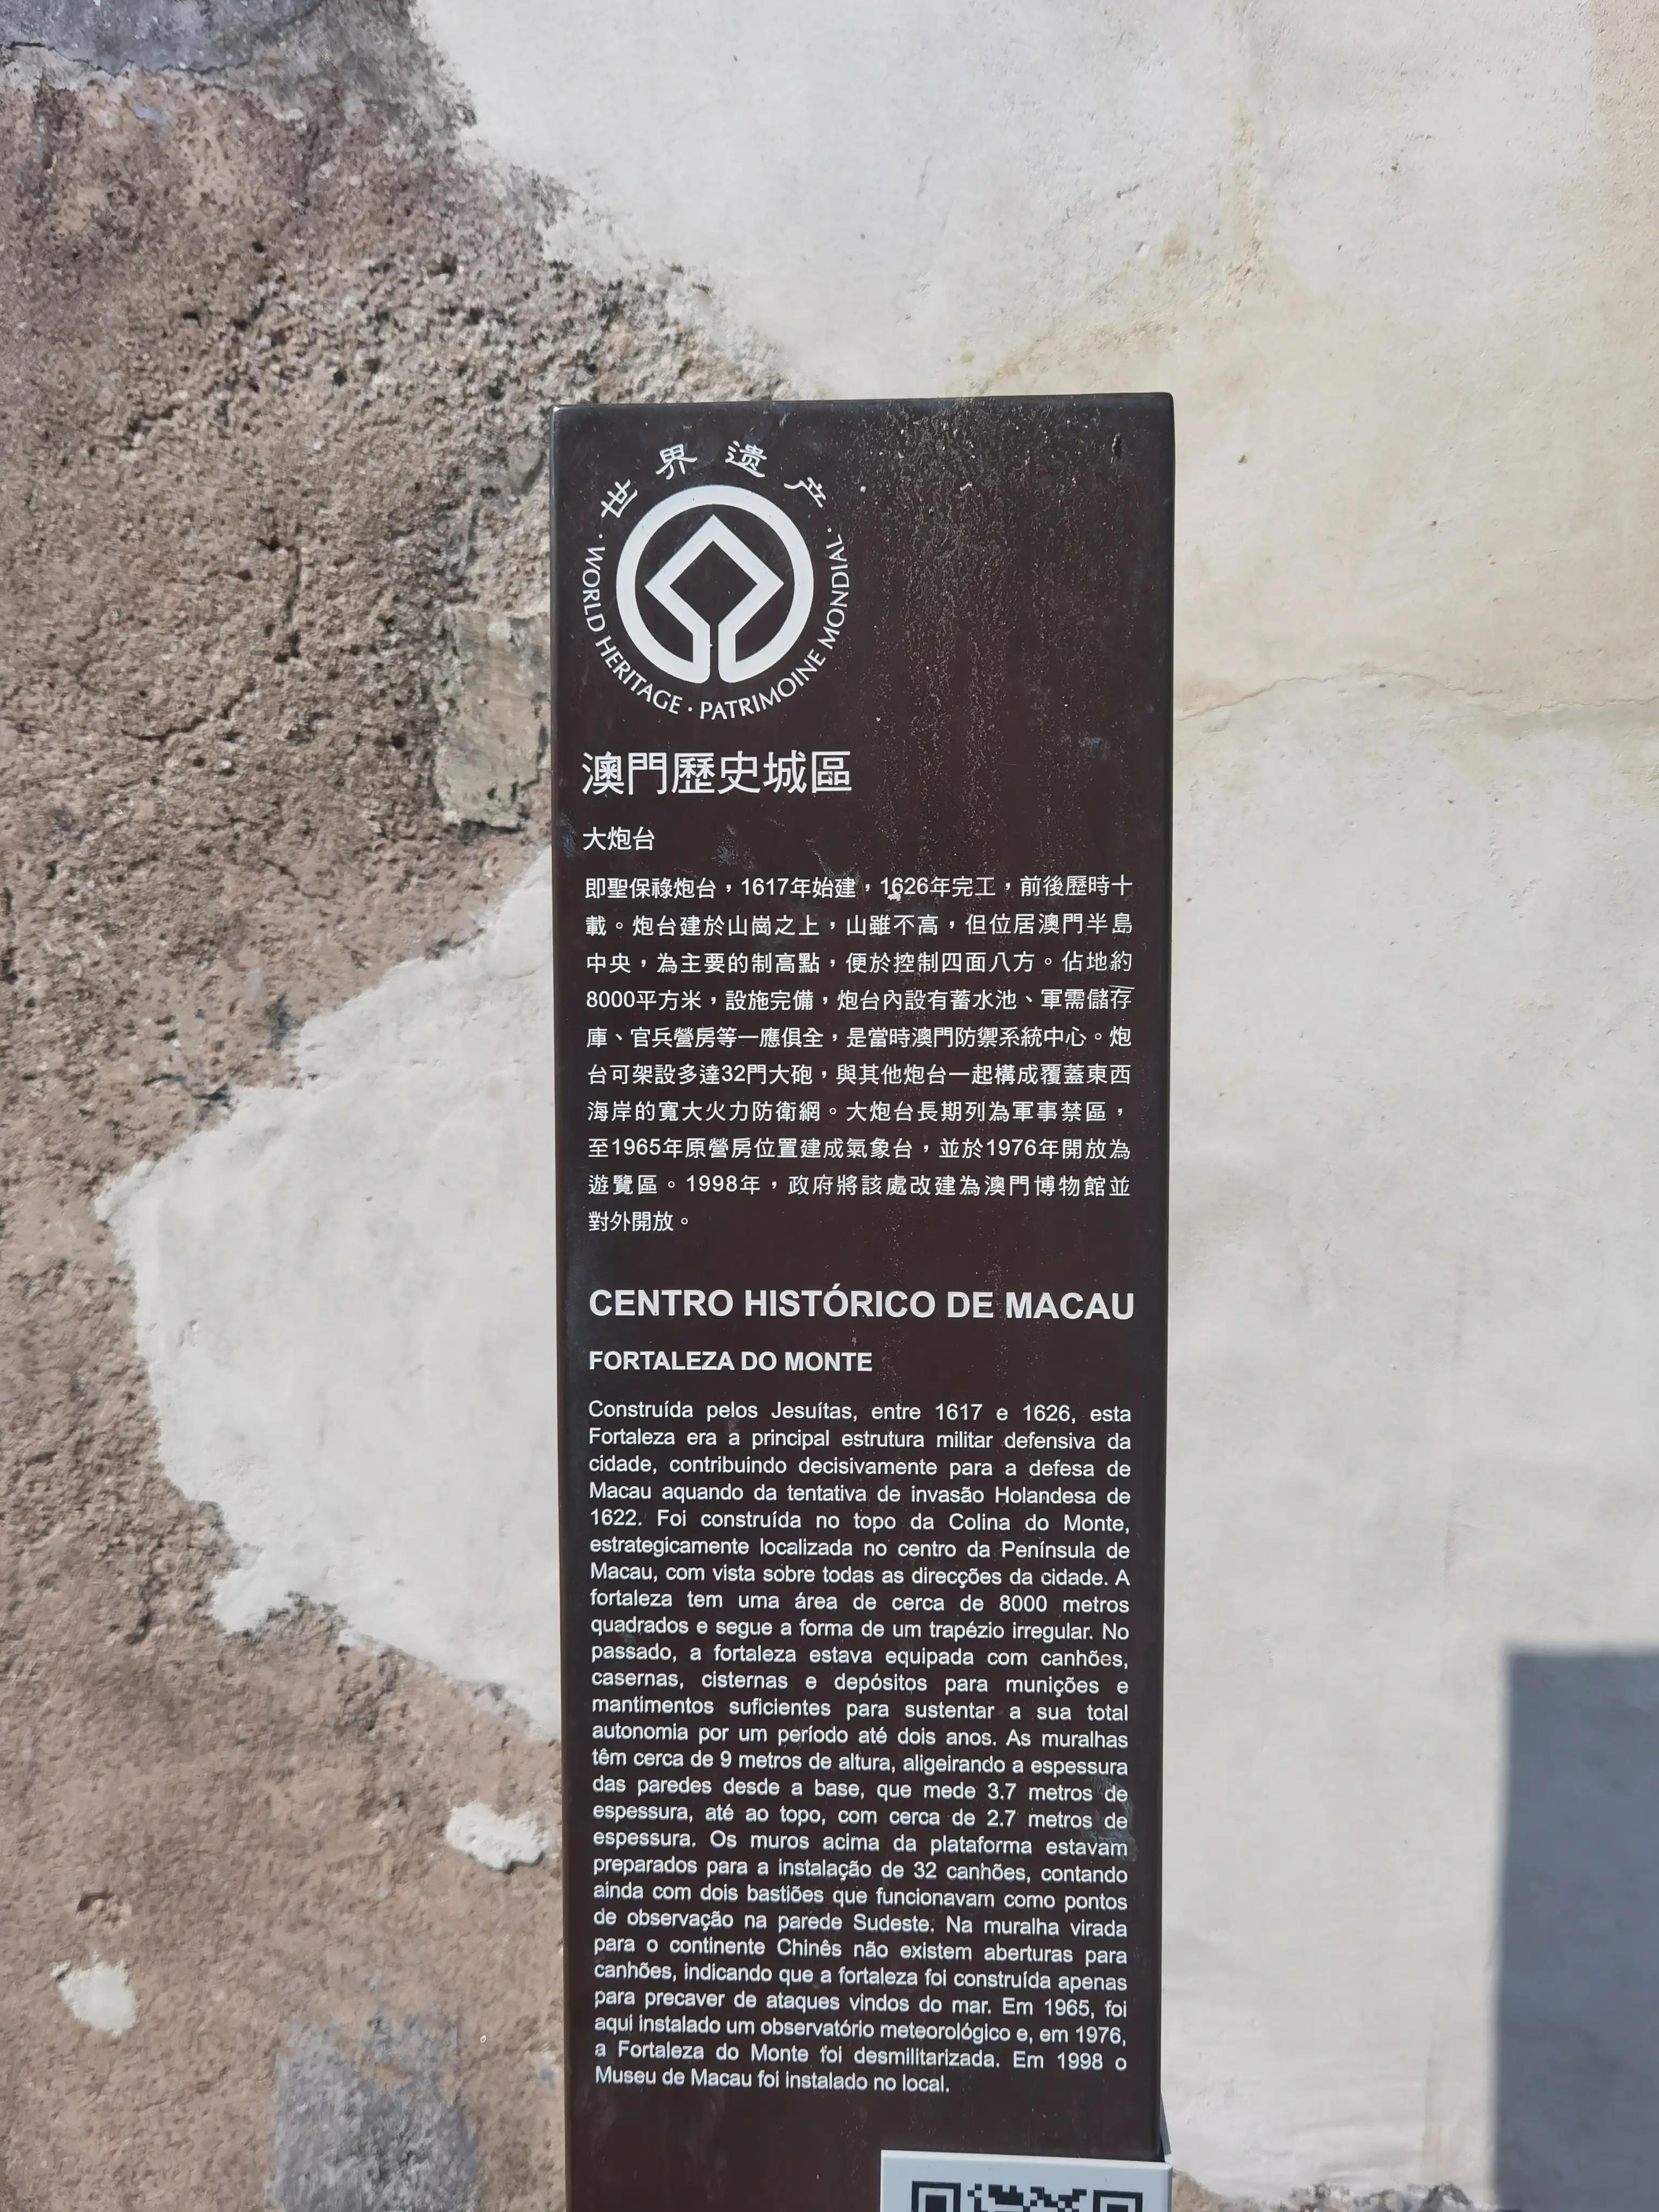 世界遗产
· WORLD HERITAGE · PATRIMOINE MONDIAL ·
澳門歷史城區
大炮台
即聖保祿炮台，1617年始建，1626年完工，前後歷時十
載。炮台建於山崗之上，山雖不高，但位居澳門半島
中央，為主要的制高點，便於控制四面八方。佔地約
8000平方米，設施完備，炮台內設有蓄水池、軍需儲存
庫、官兵營房等一應俱全，是當時澳門防禦系統中心。炮
台可架設多達32門大砲，與其他炮台一起構成覆蓋東西
海岸的寬大火力防衛網。大炮台長期列為軍事禁區，
至1965年原營房位置建成氣象台，並於1976年開放為
遊覽區。1998年，政府將該處改建為澳門博物館並
對外開放。
CENTRO HISTÓRICO DE MACAU
FORTALEZA DO MONTE
Construída pelos Jesuítas, entre 1617 e 1626, esta
Fortaleza era a principal estrutura militar defensiva da
cidade, contribuindo decisivamente para a defesa de
Macau aquando da tentativa de invasão Holandesa de
1622. Foi construída no topo da Colina do Monte,
estrategicamente localizada no centro da Península de
Macau, com vista sobre todas as direcções da cidade. A
fortaleza tem uma área de cerca de 8000 metros
quadrados e segue a forma de um trapézio irregular. No
passado, a fortaleza estava equipada com canhões,
casernas, cisternas e depósitos para munições e
mantimentos suficientes para sustentar a sua total
autonomia por um período até dois anos. As muralhas
têm cerca de 9 metros de altura, aligeirando a espessura
das paredes desde a base, que mede 3.7 metros de
espessura, até ao topo, com cerca de 2.7 metros de
espessura. Os muros acima da plataforma estavam
preparados para a instalação de 32 canhões, contando
ainda com dois bastiões que funcionavam como pontos
de observação na parede Sudeste. Na muralha virada
para o continente Chinês não existem aberturas para
canhões, indicando que a fortaleza foi construída apenas
para precaver de ataques vindos do mar. Em 1965, foi
aqui instalado um observatório meteorológico e, em 1976,
a Fortaleza do Monte foi desmilitarizada. Em 1998 o
Museu de Macau foi instalado no local.